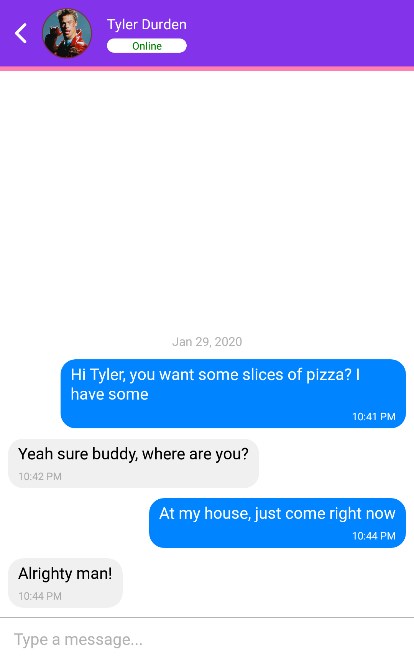 Tyler Durden
Online
Jan 29, 2020
Hi Tyler, you want some slices of pizza? I
have some
10:41 PM
Yeah sure buddy, where are you?
10:42 PM
At my house, just come right now
10:44 PM
Alrighty man!
10:44 PM
Type a message...